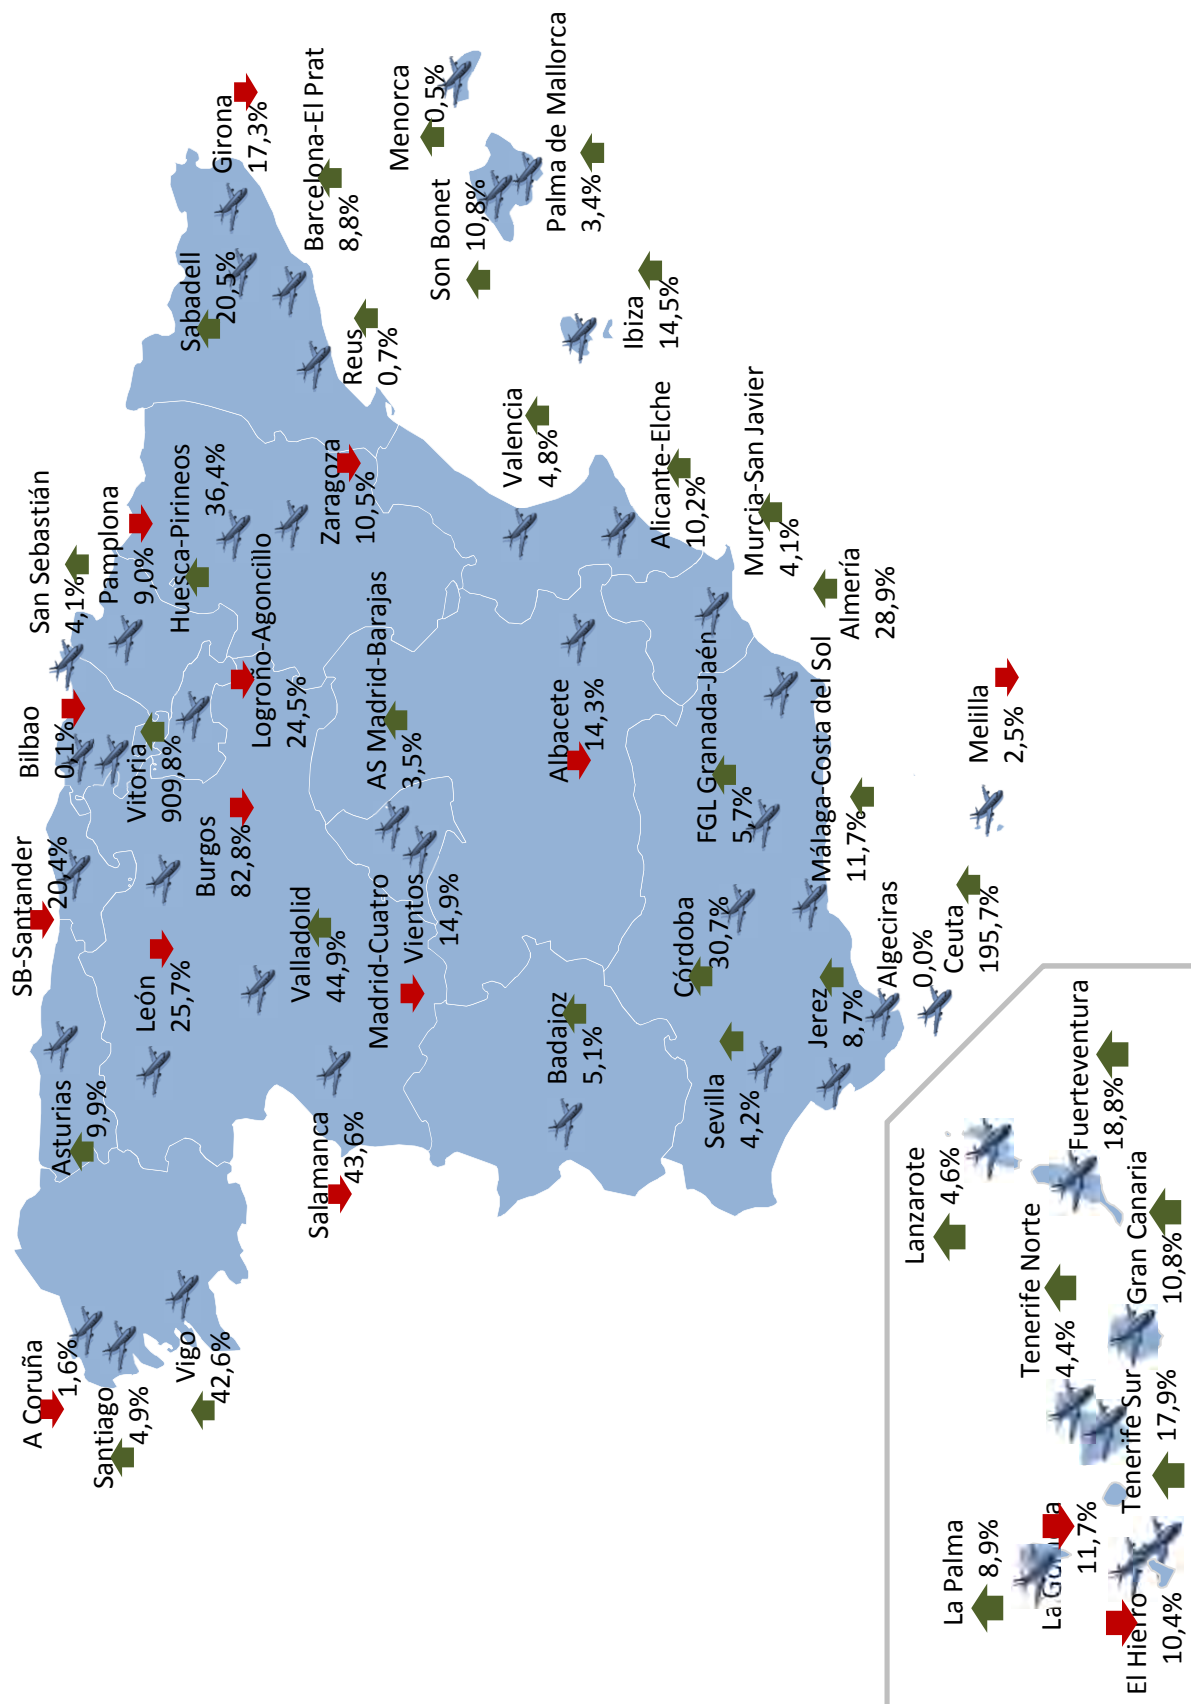 A Coruña
1,6%
Santiago
4,9%
Vigo
42,6%
Asturias
9,9%
SB-Santander
20,4%
Bilbao
0,1%
San Sebastián
4,1%
Vitoria
909,8%
Pamplona
9,0%
Huesca-Pirineos
36,4%
Logroño-Agoncillo
24,5%
León
25,7%
Burgos
82,8%
Valladolid
44,9%
Salamanca
43,6%
Zaragoza
10,5%
Sabadell
20,5%
Girona
17,3%
Barcelona-El Prat
8,8%
Reus
0,7%
Menorca
0,5%
Son Bonet
10,8%
Palma de Mallorca
3,4%
Ibiza
14,5%
AS Madrid-Barajas
3,5%
Madrid-Cuatro
Vientos
14,9%
Valencia
4,8%
Albacete
14,3%
Alicante-Elche
10,2%
Murcia-San Javier
4,1%
Almería
28,9%
Badajoz
5,1%
Córdoba
30,7%
Sevilla
4,2%
FGL Granada-Jaén
5,7%
Málaga-Costa del Sol
11,7%
Jerez
8,7%
Algeciras
0,0%
Ceuta
195,7%
Melilla
2,5%
Lanzarote
4,6%
Fuerteventura
18,8%
Tenerife Norte
4,4%
Gran Canaria
10,8%
Tenerife Sur
17,9%
La Palma
8,9%
La Gomera
11,7%
El Hierro
10,4%